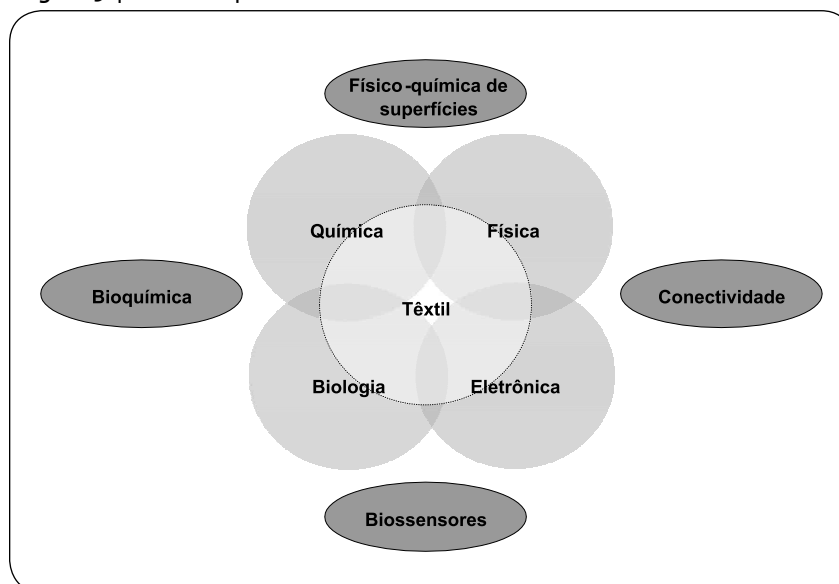 Físico-química de
superfícies
Química
Física
Bioquímica
Conectividade
Têxtil
Biologia
Eletrônica
Biossensores